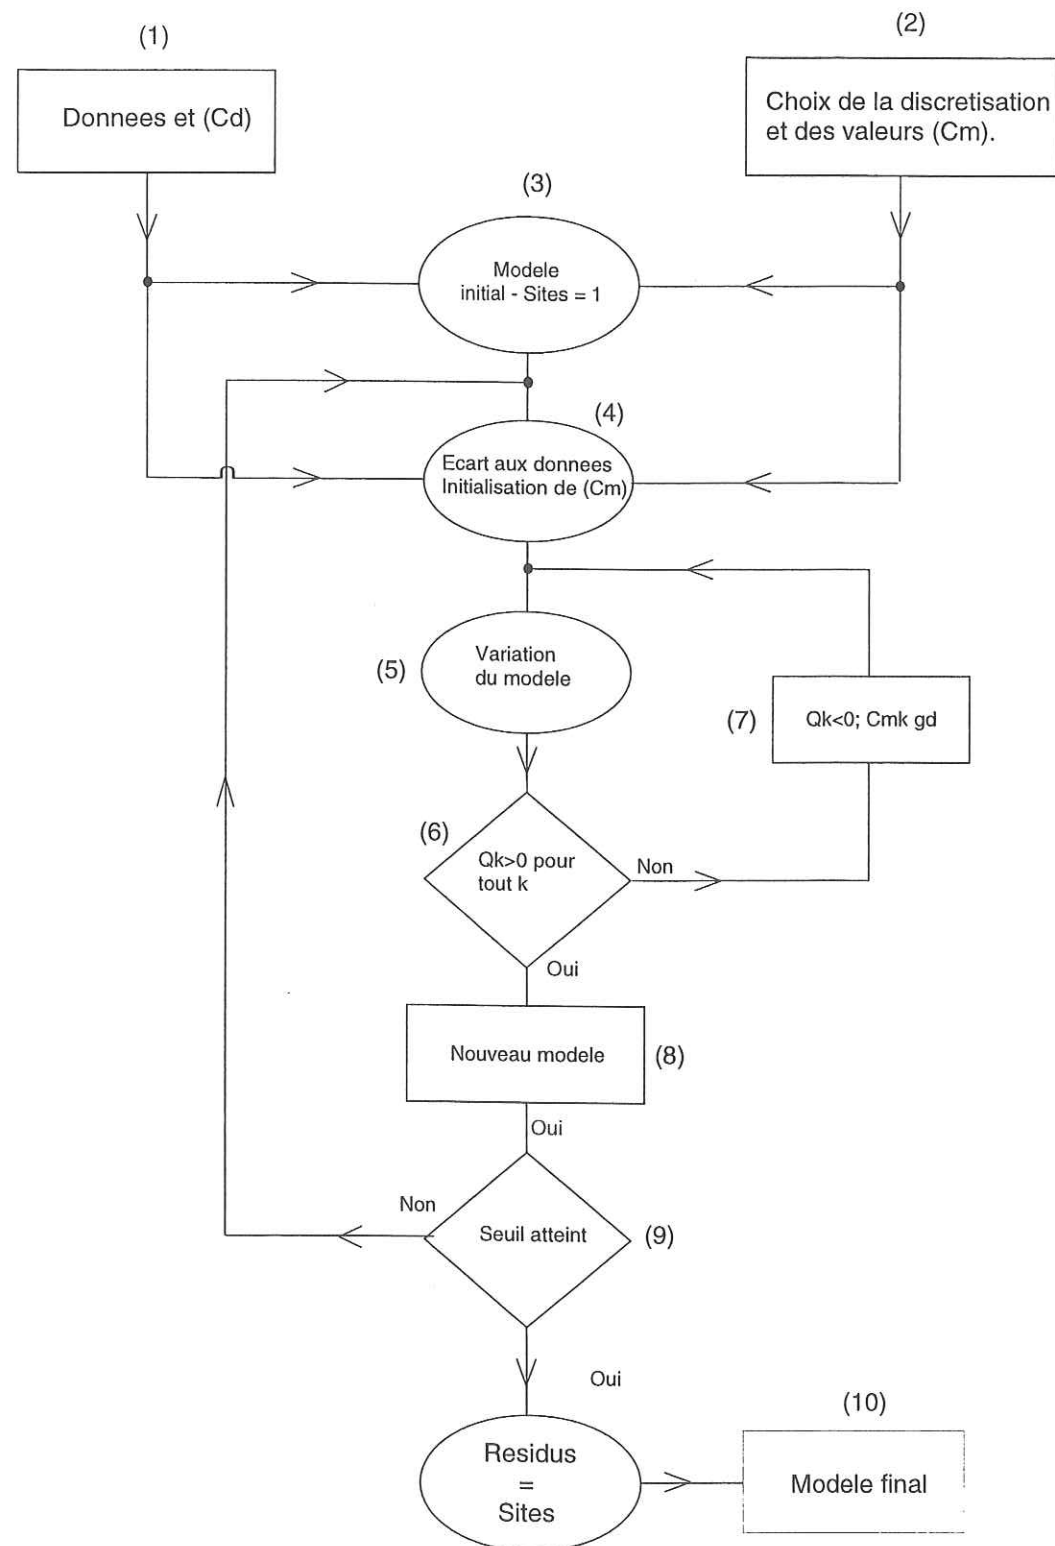 (1)
(2)
Donnees et (Cd)
Choix de la discretisation
et des valeurs (Cm).
(3)
Modele
initial - Sites = 1
(4)
Ecart aux donnees
Initialisation de (Cm)
(5)
Variation
du modele
(7)
Qk<0; Cmk gd
(6)
Qk>0 pour
tout k
Non
Oui
Nouveau modele
(8)
Oui
Non
Seuil atteint
(9)
Oui
(10)
Residus
=
Sites
Modele final